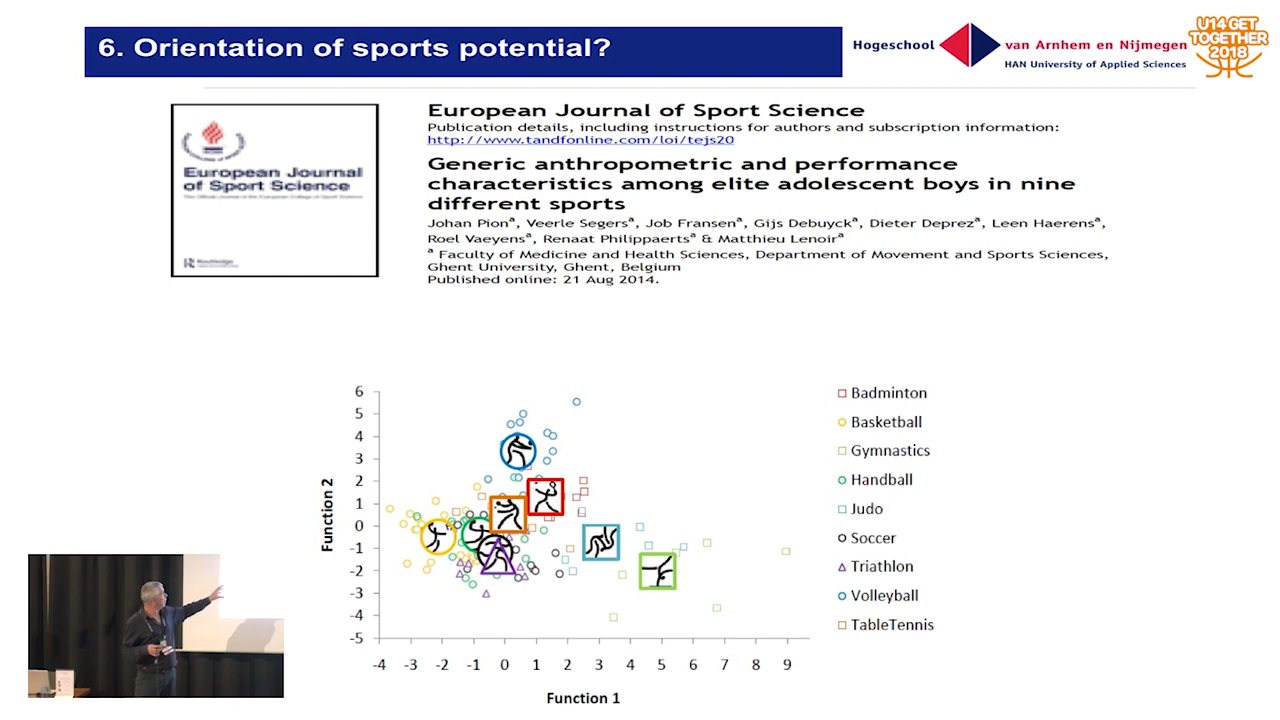 6. Orientation of sports potential?
Hogeschool van Arnhem en Nijmegen
HAN University of Applied Sciences
U14 GET
TOGETHER
2018
European Journal
of Sport Science
Routledge
European Journal of Sport Science
Publication details, including instructions for authors and subscription information:
http://www.tandfonline.com/loi/tejs20
Generic anthropometric and performance
characteristics among elite adolescent boys in nine
different sports
Johan Pionᵃ, Veerle Segersᵃ, Job Fransenᵃ, Gijs Debuyckᵃ, Dieter Deprezᵃ, Leen Haerensᵃ,
Roel Vaeyensᵃ, Renaat Philippaertsᵃ & Matthieu Lenoirᵃ
ᵃ Faculty of Medicine and Health Sciences, Department of Movement and Sports Sciences,
Ghent University, Ghent, Belgium
Published online: 21 Aug 2014.
6
5
4
3
2
1
0
-1
-2
-3
-4
-5
Function 2
-4 -3 -2 -1 0 1 2 3 4 5 6 7 8 9
Function 1
Badminton
Basketball
Gymnastics
Handball
Judo
Soccer
Triathlon
Volleyball
TableTennis